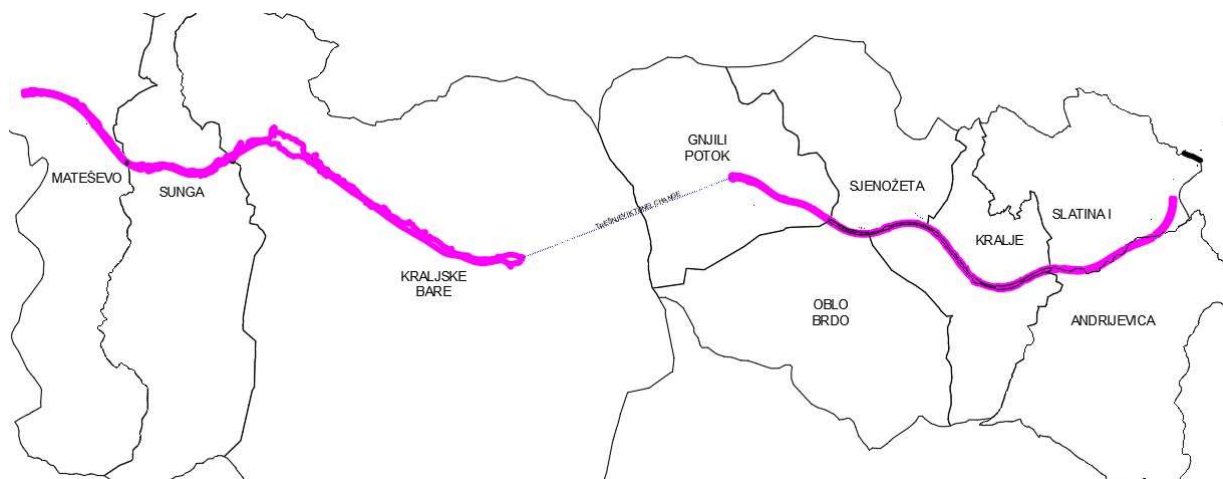 MATEŠEVO
SUNGA
KRALJSKE
BARE
GNJILI
POTOK
SJENOŽETA
OBLO
BRDO
KRALJE
SLATINA I
ANDRIJEVICA